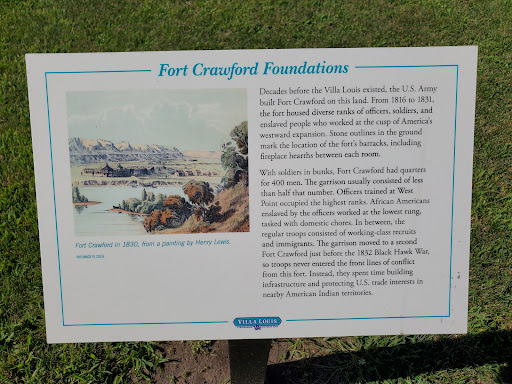 Fort Crawford Foundations
Decades before the Villa Louis existed, the U.S. Army
built Fort Crawford on this land. From 1816 to 1831,
the fort housed diverse ranks of officers, soldiers, and
enslaved people who worked at the cusp of America's
westward expansion. Stone outlines in the ground
mark the location of the fort's barracks, including
fireplace hearths between each room.
With soldiers in bunks, Fort Crawford had quarters
for 400 men. The garrison usually consisted of less
than half that number. Officers trained at West
Point occupied the highest ranks. African Americans
enslaved by the officers worked at the lowest rung,
tasked with domestic chores. In between, the
regular troops consisted of working-class recruits
and immigrants. The garrison moved to a second
Fort Crawford just before the 1832 Black Hawk War,
so troops never entered the front lines of conflict
from this fort. Instead, they spent time building
infrastructure and protecting U.S. trade interests in
nearby American Indian territories.
Fort Crawford in 1830, from a painting by Henry Lewis.
VILLA LOUIS